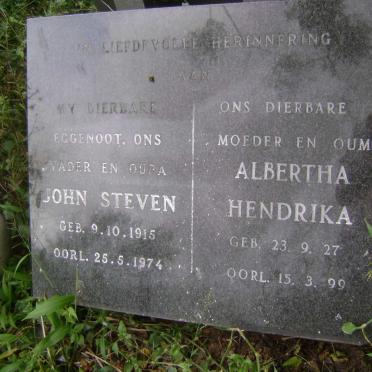 IN LIEFDEVOLLE HERINNERING
AAN
MY DIERBARE
EGGENOOT, ONS
VADER EN OUPA
JOHN STEVEN
GEB. 9.10.1915
OORL. 25.5.1974
ONS DIERBARE
MOEDER EN OUMA
ALBERTHA
HENDRIKA
GEB. 23.9.27
OORL. 15.3.99